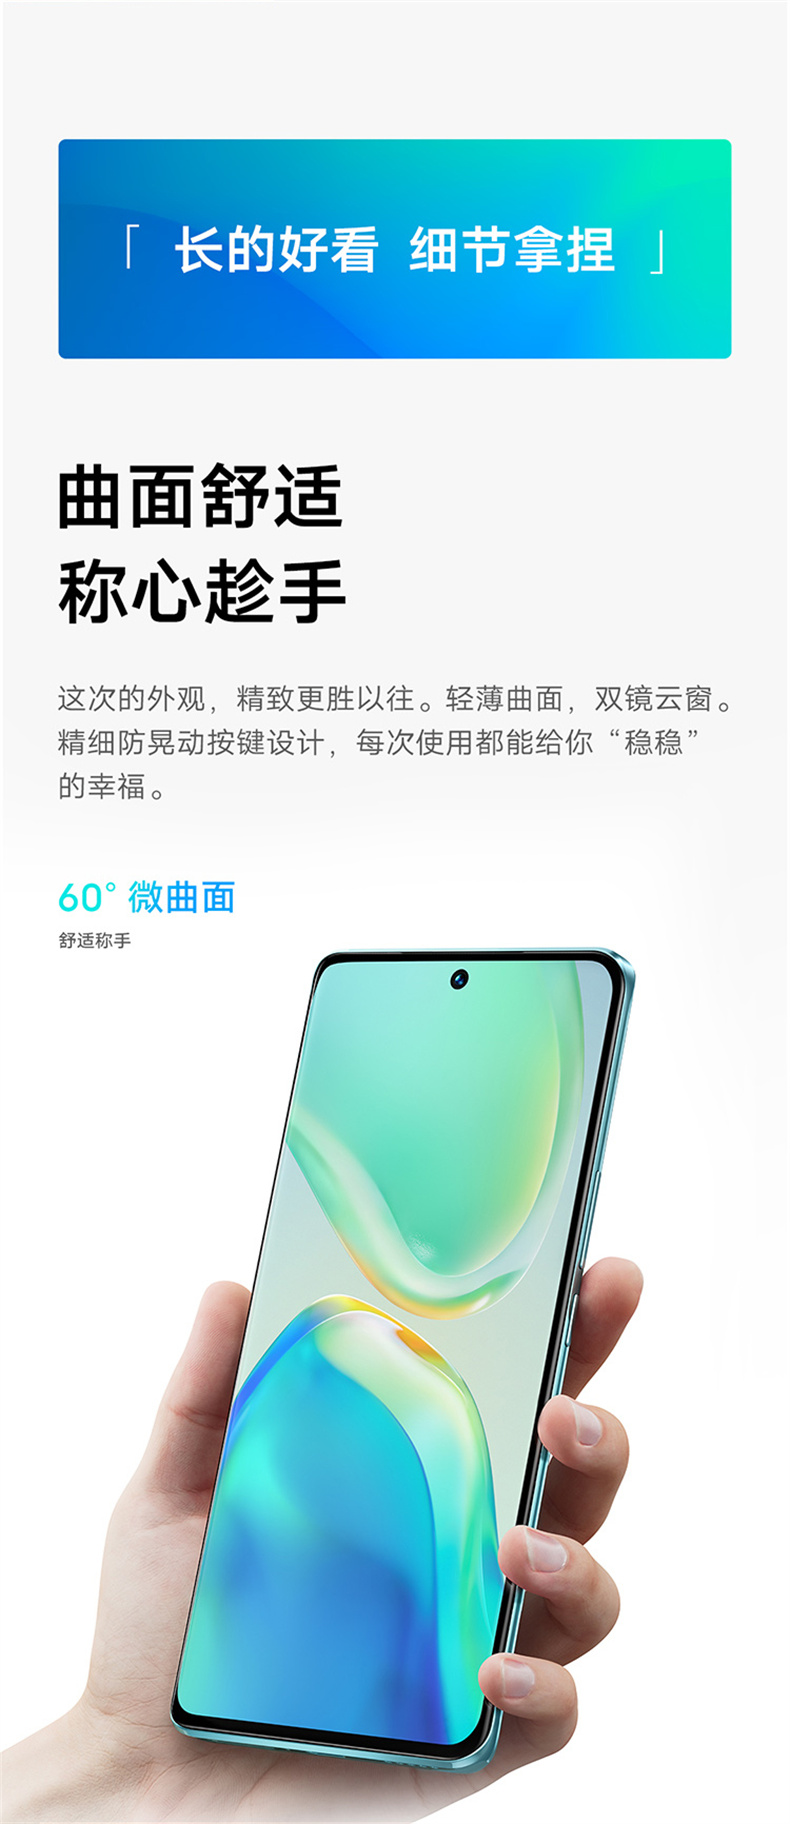 「 长的好看 细节拿捏 」
曲面舒适
称心趁手
这次的外观，精致更胜以往。轻薄曲面，双镜云窗。
精细防晃动按键设计，每次使用都能给你“稳稳”
的幸福。
60° 微曲面
舒适称手